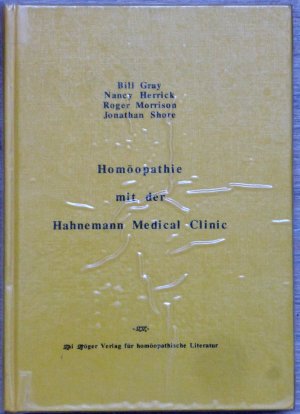 Bill Gray
Nancy Herrick
Roger Morrison
Jonathan Shore
Homöopathie
mit der
Hahnemann Medical Clinic
Verlag für homöopathische Literatur